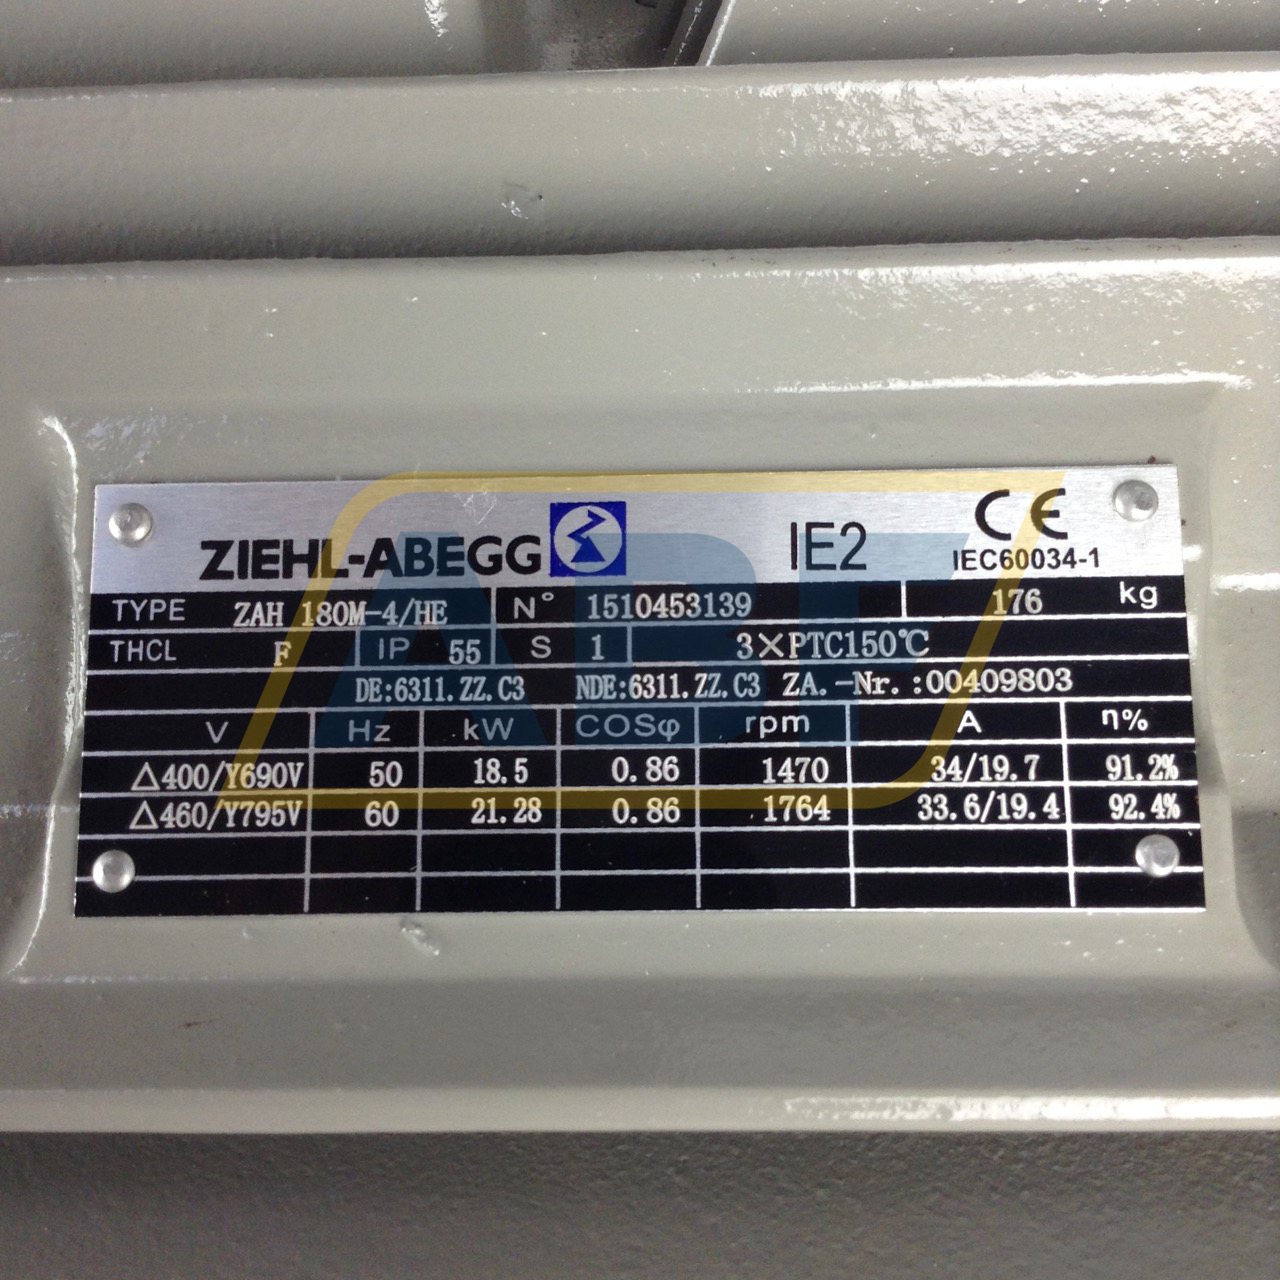 ZIEHL-ABEGG IE2 CE
IEC60034-1
TYPE ZAH 180M-4/HE N° 1510453139 176 kg
THCL F IP 55 S 1 3×PTC150℃
DE:6311.ZZ.C3 NDE:6311.ZZ.C3 ZA.-Nr.:00409803
V Hz kW COSφ rpm A η%
△400/Y690V 50 18.5 0.86 1470 34/19.7 91.2%
△460/Y795V 60 21.28 0.86 1764 33.6/19.4 92.4%
ABF